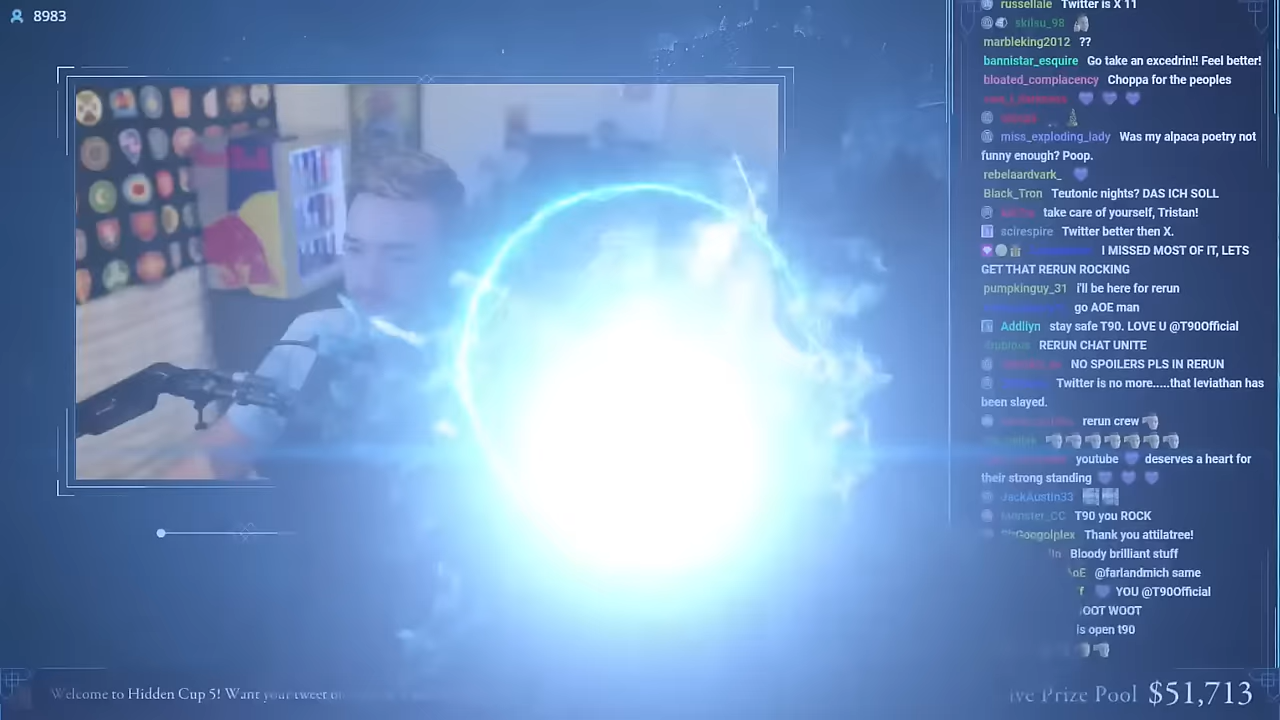 8983
russellale Twitter is X 11
skilsu_98
marbleking2012 ??
bannistar_esquire Go take an excedrin!! Feel better!
bloated_complacency Choppa for the peoples
miss_exploding_lady Was my alpaca poetry not
funny enough? Poop.
rebelaardvark_
Black_Tron Teutonic nights? DAS ICH SOLL
take care of yourself, Tristan!
scirespire Twitter better then X.
I MISSED MOST OF IT, LETS
GET THAT RERUN ROCKING
pumpkinguy_31 i'll be here for rerun
go AOE man
Addllyn stay safe T90. LOVE U @T90Official
RERUN CHAT UNITE
NO SPOILERS PLS IN RERUN
Twitter is no more.....that leviathan has
been slayed.
rerun crew
youtube deserves a heart for
their strong standing
JackAustin33
T90 you ROCK
Googolplex Thank you attilatree!
Bloody brilliant stuff
oE @farlandmich same
YOU @T90Official
OOT WOOT
is open t90
Welcome to Hidden Cup 5! Want your tweet
ive Prize Pool $51,713